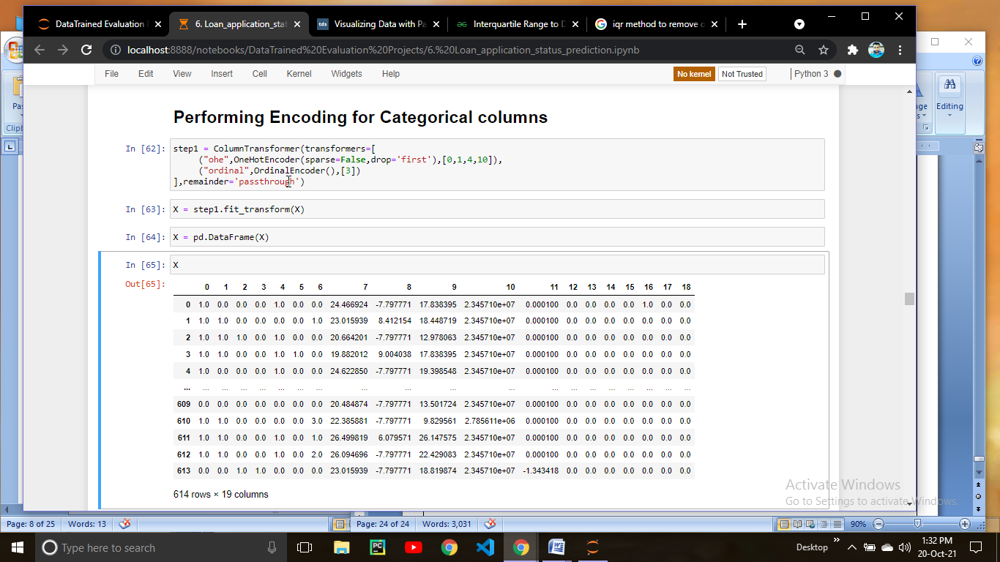 DataTrained Evaluation
6. Loan_application_stat
tds
Visualizing Data with Pa
Interquartile Range to D
iqr method to remove o
localhost:8888/notebooks/DataTrained%20Evaluation%20Projects/6.%20Loan_application_status_prediction.ipynb
File Edit View Insert Cell Kernel Widgets Help
No kernel Not Trusted Python 3
Performing Encoding for Categorical columns
In [62]: step1 = ColumnTransformer(transformers=[
("ohe",OneHotEncoder(sparse=False,drop='first'),[0,1,4,10]),
("ordinal",OrdinalEncoder(),[3])
],remainder='passthrough')
In [63]: X = step1.fit_transform(X)
In [64]: X = pd.DataFrame(X)
In [65]: X
Out[65]:
0 1 2 3 4 5 6 7 8 9 10 11 12 13 14 15 16 17 18
0 1.0 0.0 0.0 0.0 1.0 0.0 0.0 24.466924 -7.797771 17.838395 2.345710e+07 0.000100 0.0 0.0 0.0 0.0 1.0 0.0 0.0
1 1.0 1.0 0.0 0.0 0.0 0.0 1.0 23.015939 8.412154 18.448719 2.345710e+07 0.000100 0.0 0.0 0.0 0.0 0.0 0.0 0.0
2 1.0 1.0 1.0 0.0 1.0 0.0 0.0 20.664201 -7.797771 12.978063 2.345710e+07 0.000100 0.0 0.0 0.0 0.0 0.0 0.0 0.0
3 1.0 1.0 0.0 0.0 1.0 1.0 0.0 19.882012 9.004038 17.838395 2.345710e+07 0.000100 0.0 0.0 0.0 0.0 0.0 0.0 0.0
4 1.0 0.0 0.0 0.0 1.0 0.0 0.0 24.622850 -7.797771 19.398548 2.345710e+07 0.000100 0.0 0.0 0.0 0.0 0.0 0.0 0.0
... ... ... ... ... ... ... ... ... ... ... ... ... ... ... ... ... ... ... ...
609 0.0 0.0 0.0 0.0 1.0 0.0 0.0 20.484874 -7.797771 13.501724 2.345710e+07 0.000100 0.0 0.0 0.0 0.0 0.0 0.0 0.0
610 1.0 1.0 0.0 0.0 0.0 0.0 3.0 22.385881 -7.797771 9.829561 2.785611e+06 0.000100 0.0 0.0 0.0 0.0 0.0 0.0 0.0
611 1.0 1.0 0.0 0.0 1.0 0.0 1.0 26.499819 6.079571 26.147575 2.345710e+07 0.000100 0.0 0.0 0.0 0.0 0.0 0.0 0.0
612 1.0 1.0 0.0 0.0 1.0 0.0 2.0 26.094696 -7.797771 22.429083 2.345710e+07 0.000100 0.0 0.0 0.0 0.0 0.0 0.0 0.0
613 0.0 0.0 1.0 1.0 0.0 0.0 0.0 23.015939 -7.797771 18.819874 2.345710e+07 -1.343418 0.0 0.0 0.0 0.0 0.0 0.0 0.0
614 rows × 19 columns
Pas
Clipb
Editing
Activate Windows
Go to Settings to activate Windows.
Page: 8 of 25 Words: 13 Page: 24 of 24 Words: 3,031 90%
Type here to search
Desktop
1:32 PM
20-Oct-21